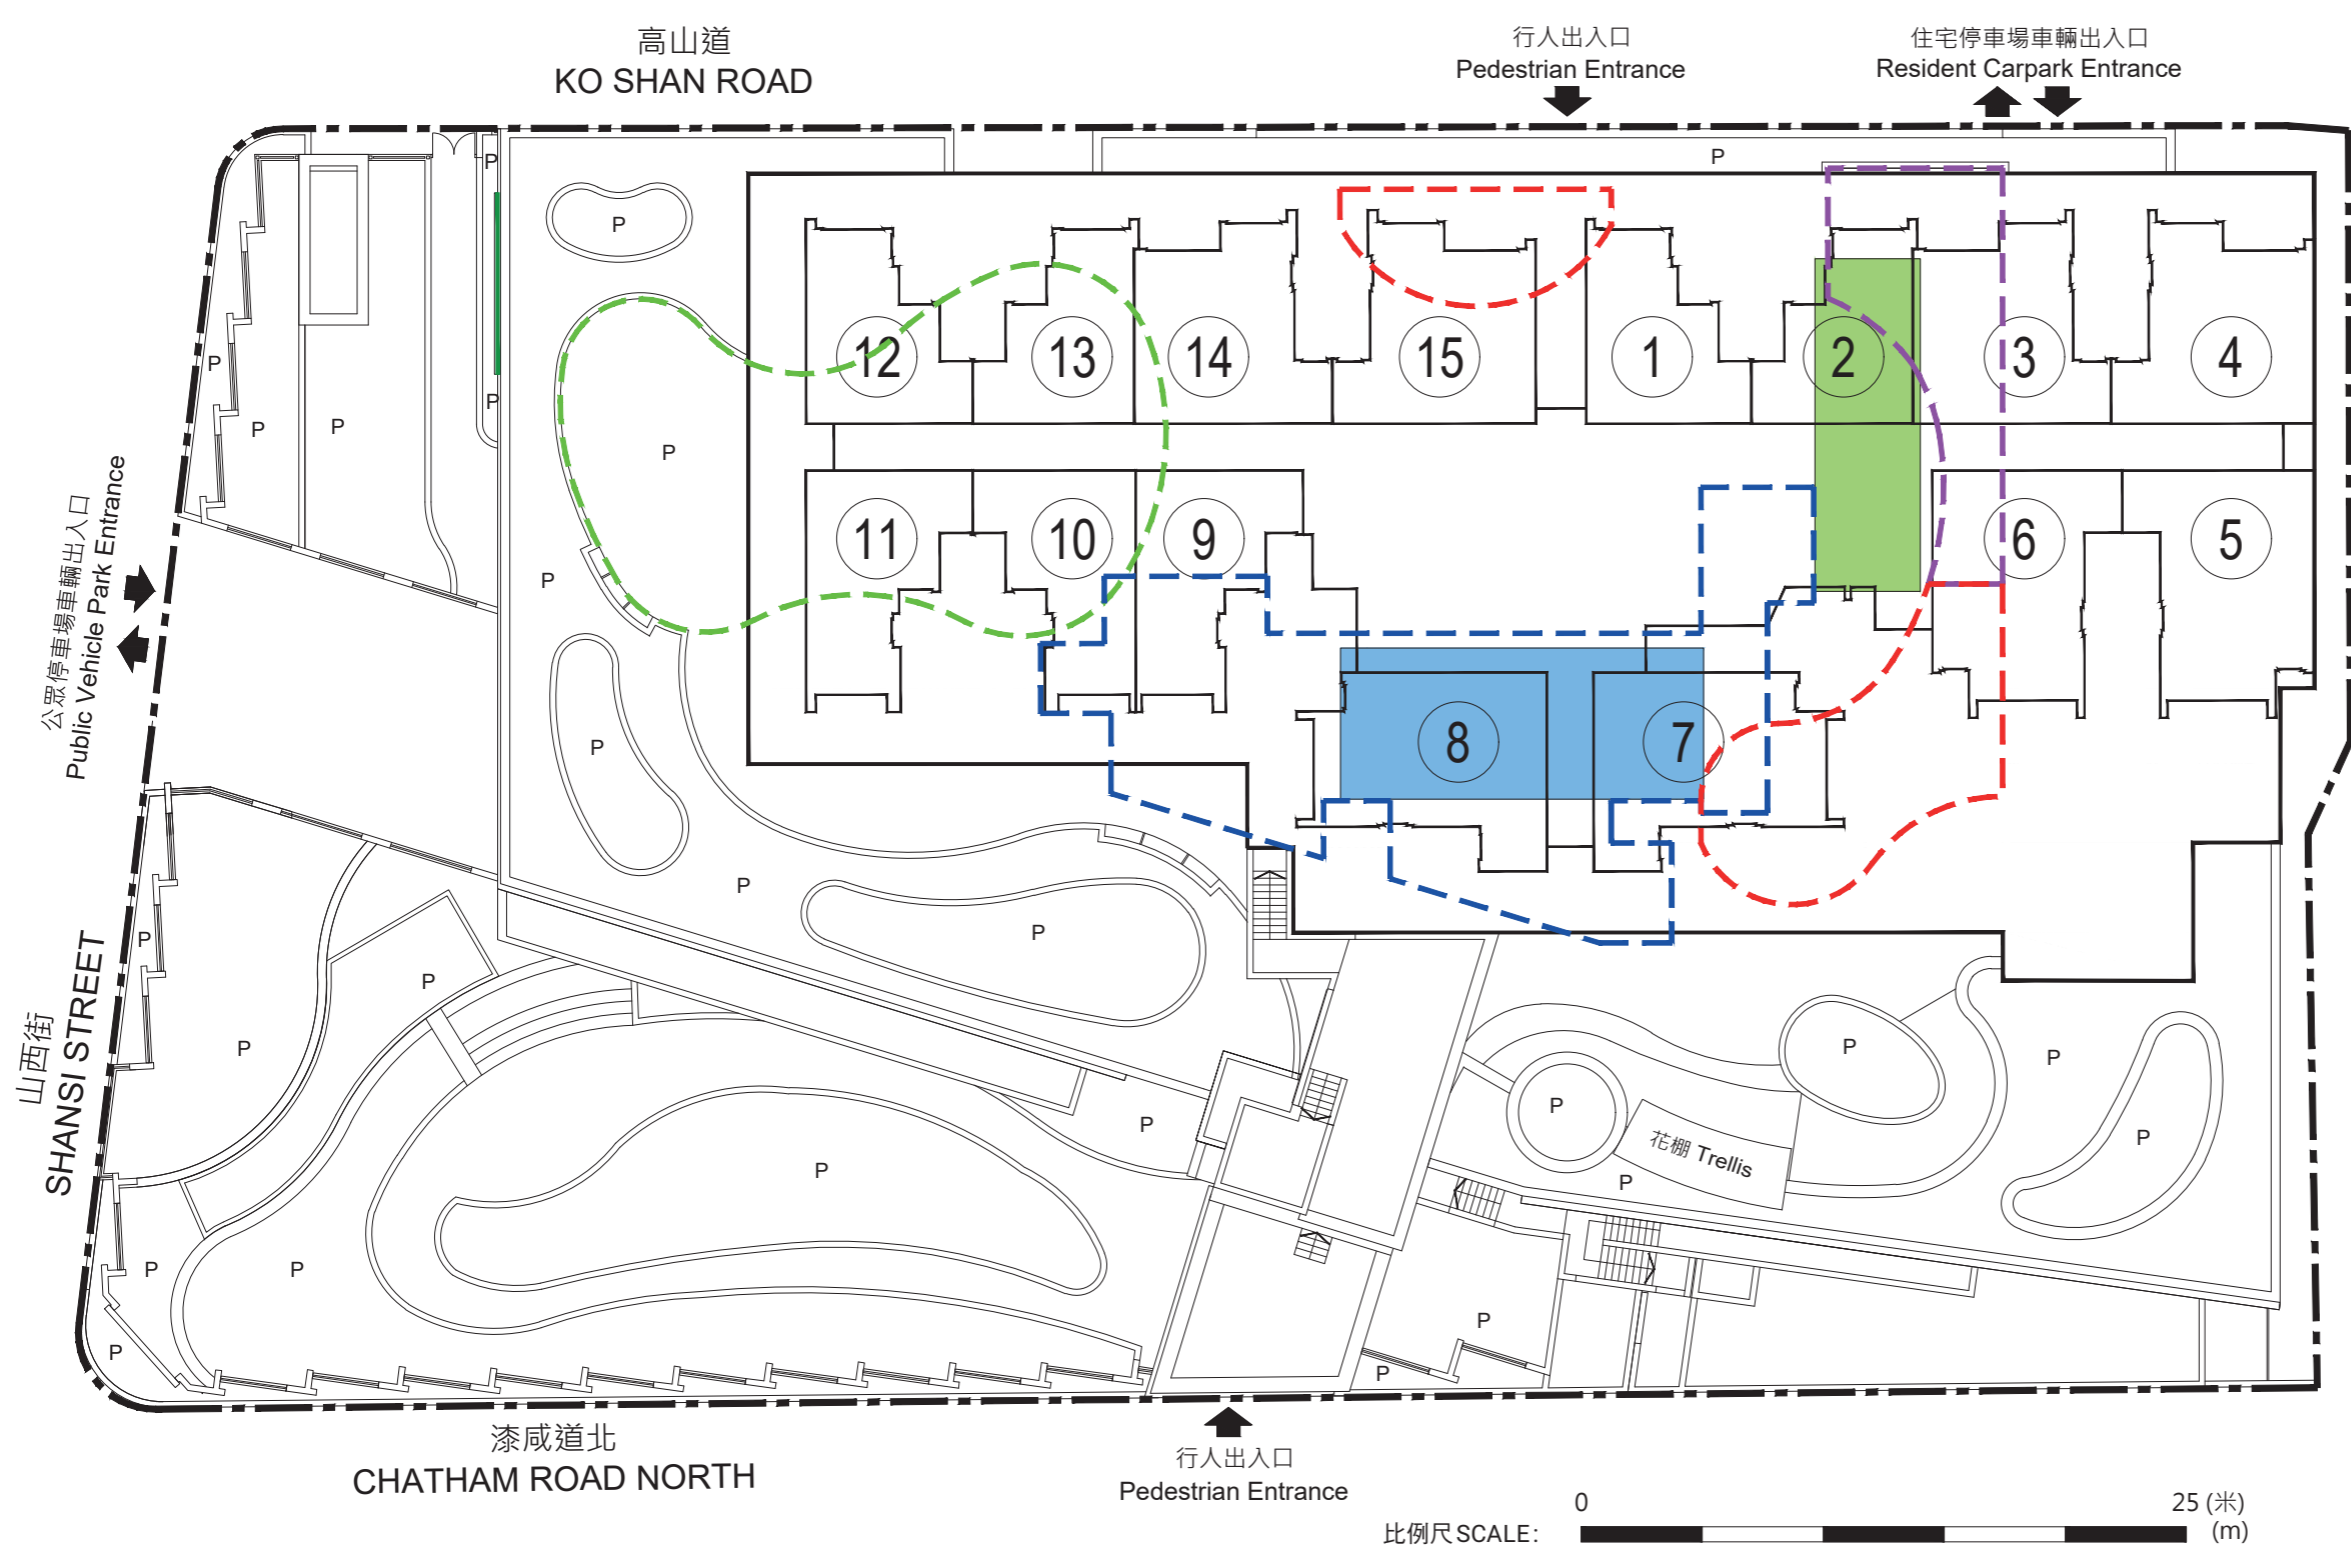 高山道
KO SHAN ROAD
行人出入口
Pedestrian Entrance
住宅停車場車輛出入口
Resident Carpark Entrance
P
P
P
P
12
13
14
15
1
2
3
4
P
P
P
P
P
11
10
9
6
5
公眾停車場車輛出入口
Public Vehicle Park Entrance
P
P
8
7
P
P
P
P
山西街
SHANSI STREET
P
P
P
P
P
P
P
花棚 Trellis
P
P
P
P
P
P
P
P
漆咸道北
CHATHAM ROAD NORTH
行人出入口
Pedestrian Entrance
0
25 (米)
比例尺 SCALE:
(m)